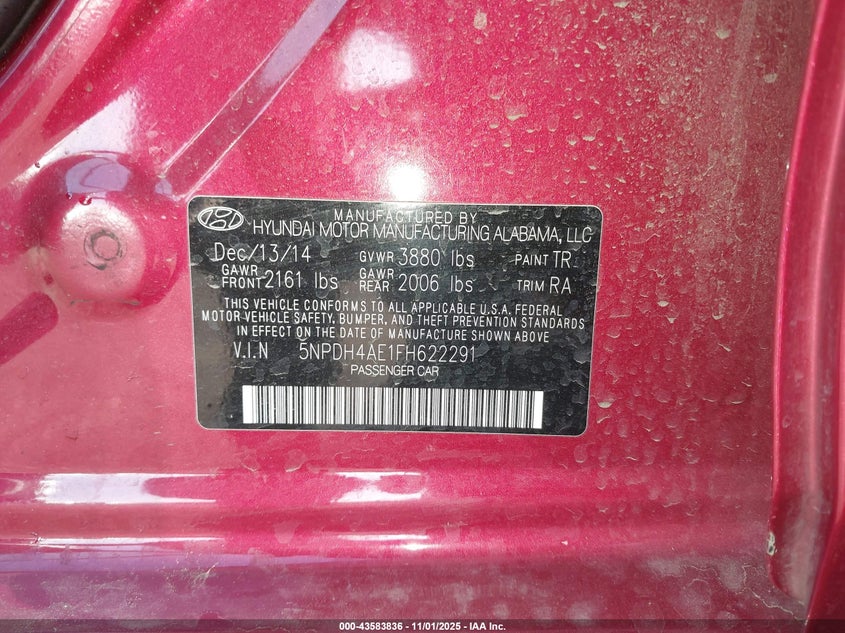 MANUFACTURED BY
HYUNDAI MOTOR MANUFACTURING ALABAMA, LLC
Dec/13/14 GVWR 3880 lbs PAINT TR
GAWR FRONT 2161 lbs GAWR REAR 2006 lbs TRIM RA
THIS VEHICLE CONFORMS TO ALL APPLICABLE U.S.A. FEDERAL
MOTOR VEHICLE SAFETY, BUMPER, AND THEFT PREVENTION STANDARDS
IN EFFECT ON THE DATE OF MANUFACTURE SHOWN ABOVE.
V.I.N 5NPDH4AE1FH622291
PASSENGER CAR
000-43583836 - 11/01/2025 - IAA Inc.